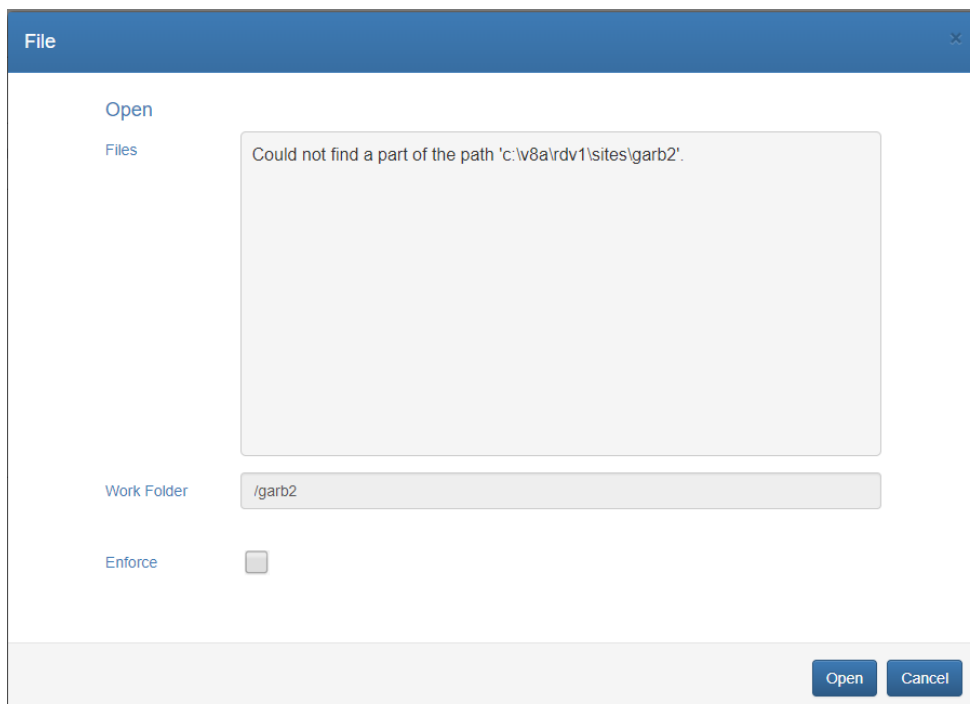 File
×
Open
Files
Could not find a part of the path 'c:\v8a\rdv1\sites\garb2'.
Work Folder
/garb2
Enforce
Open
Cancel